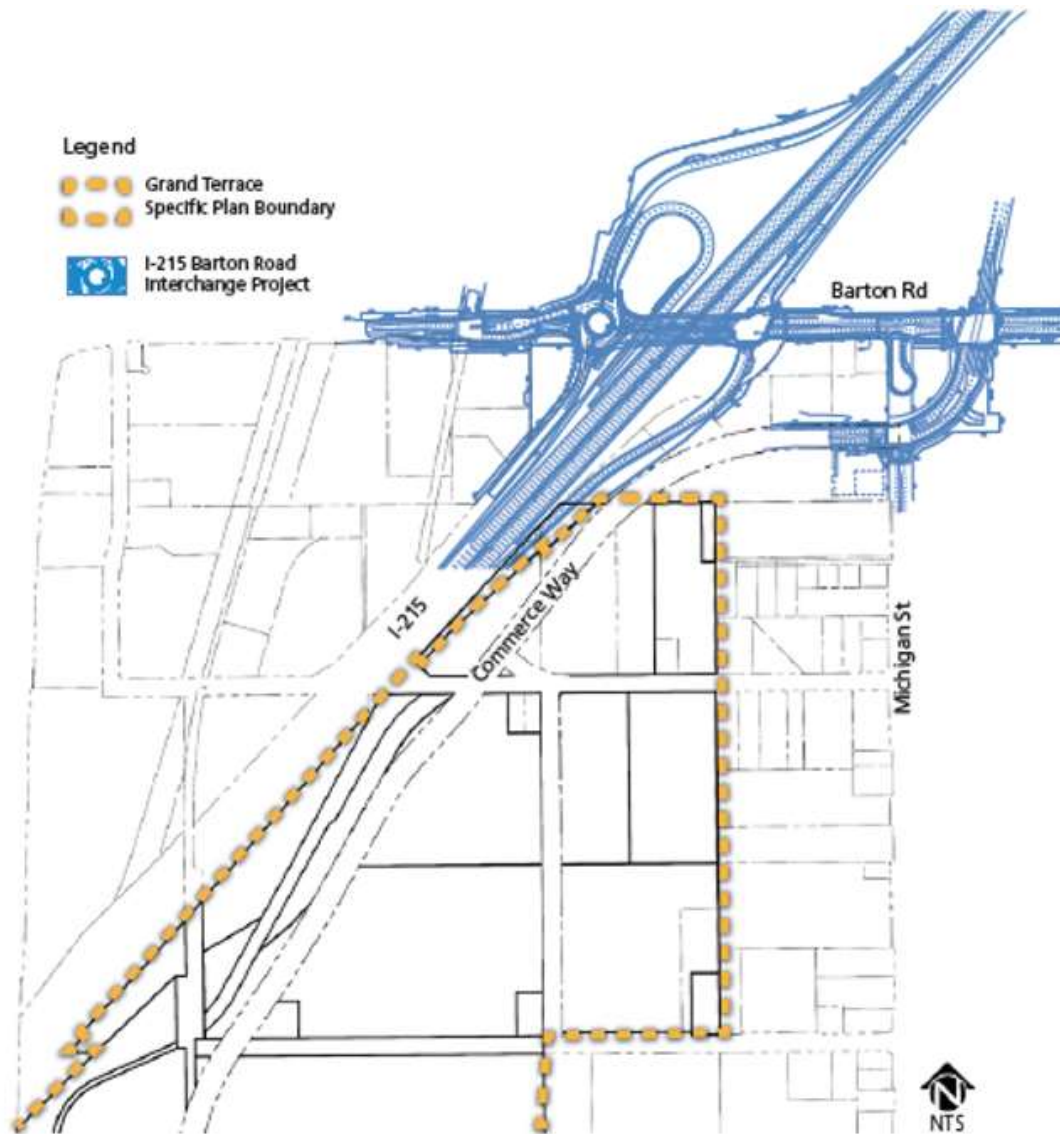 Legend
Grand Terrace
Specific Plan Boundary
I-215 Barton Road
Interchange Project
Barton Rd
I-215
Commerce Way
Michigan St
N
NTS